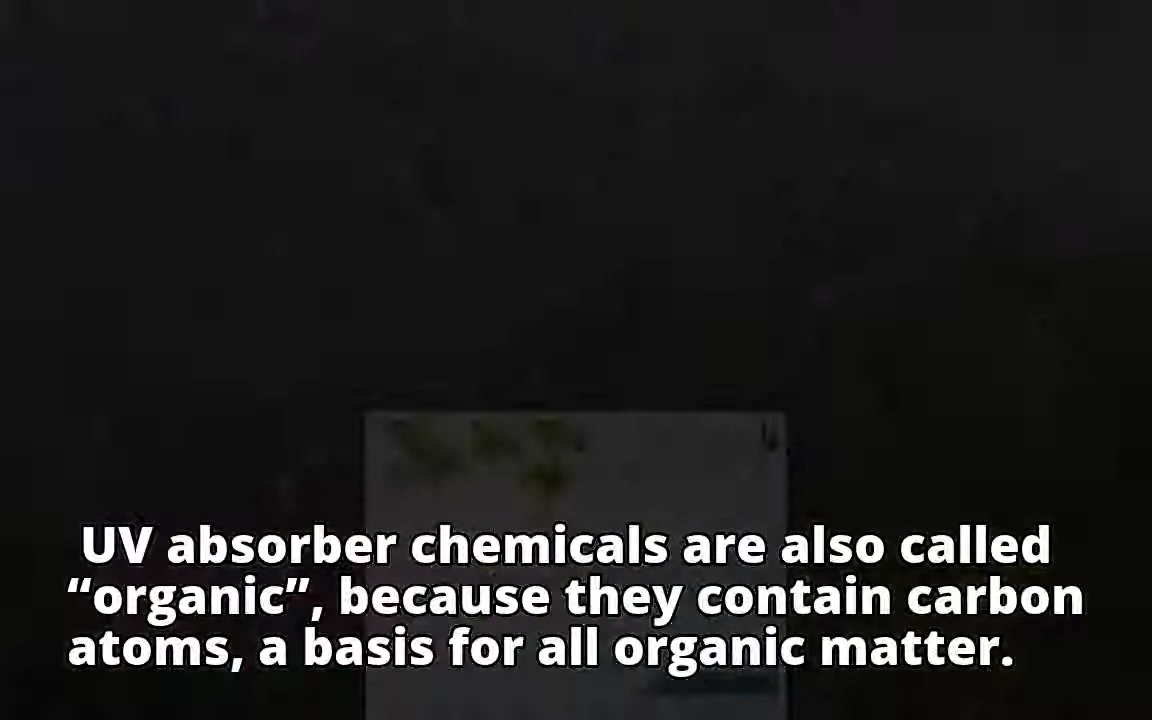 UV absorber chemicals are also called
“organic”, because they contain carbon
atoms, a basis for all organic matter.